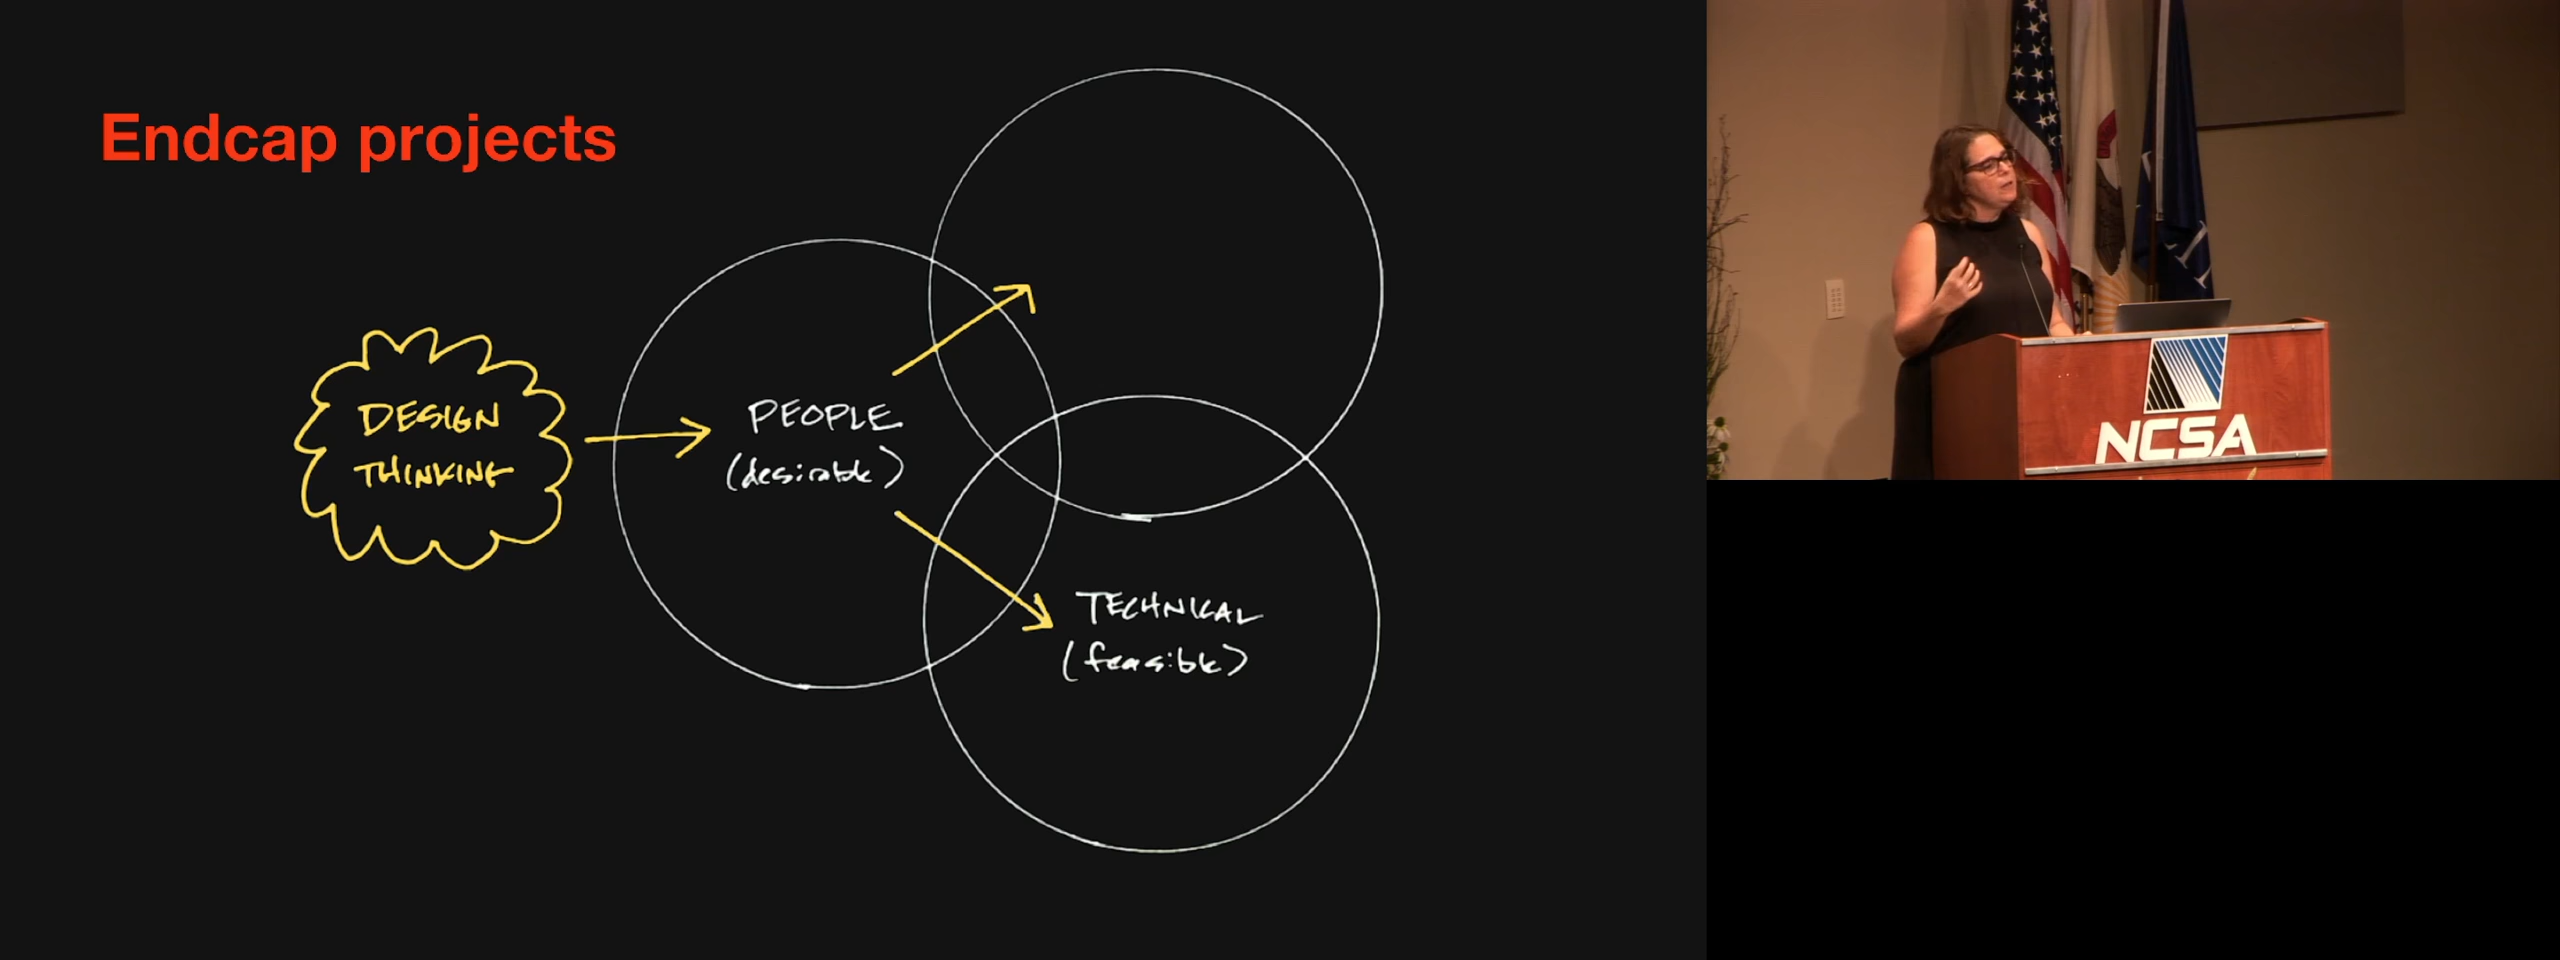 Endcap projects
DESIGN
THINKING
PEOPLE
(desirable)
TECHNICAL
(feasible)
NCSA